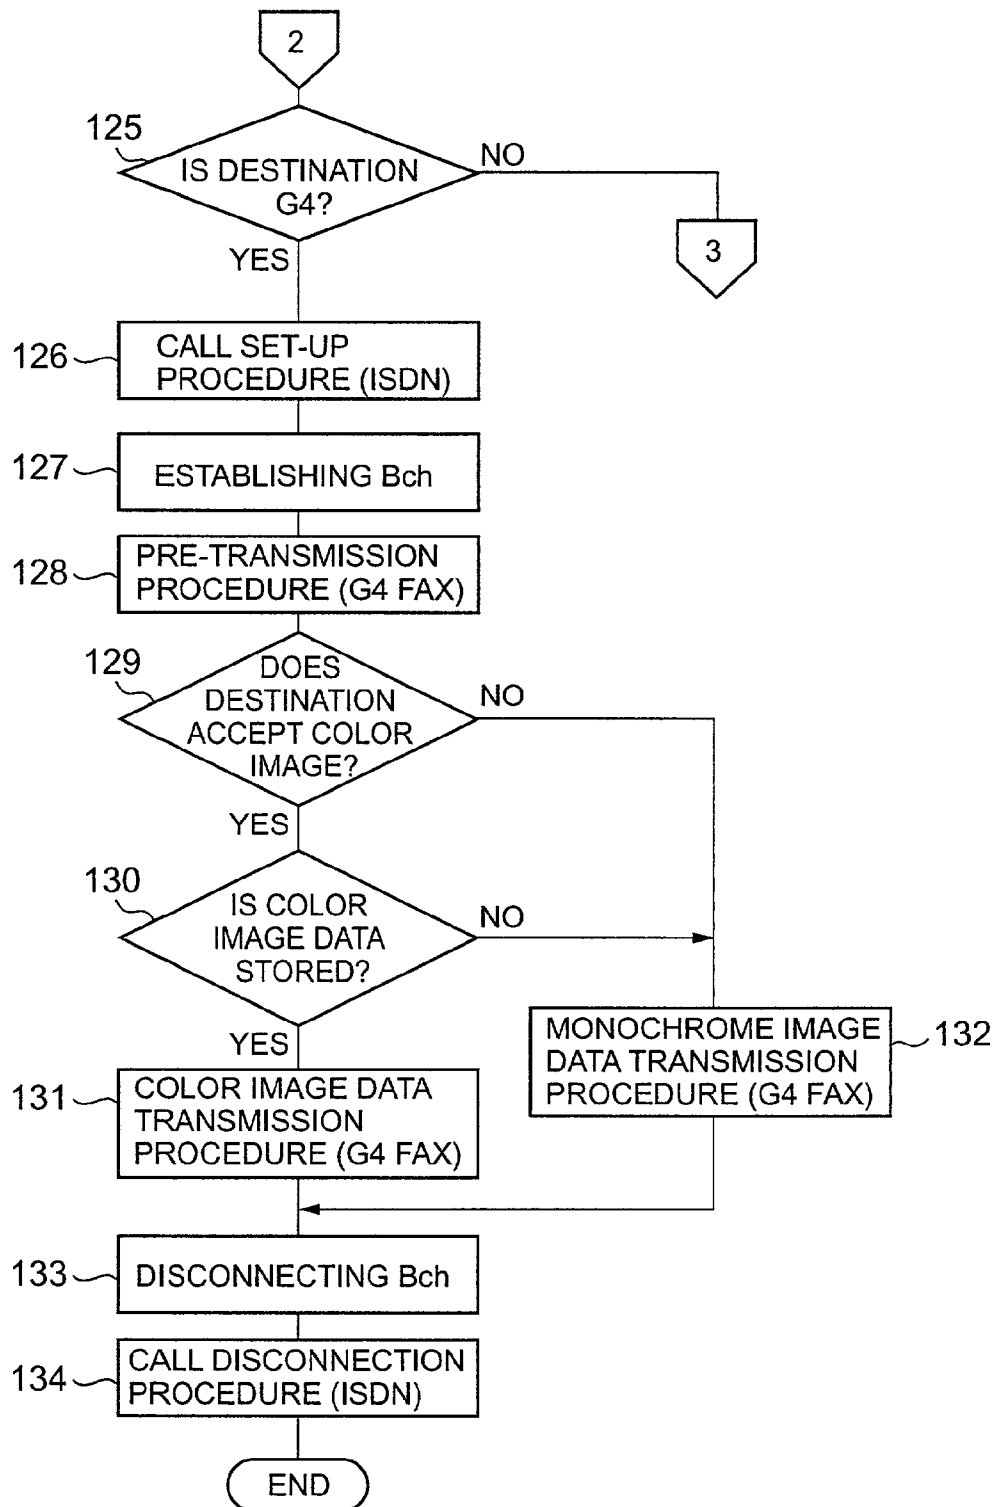 2
125
IS DESTINATION
G4?
NO
3
YES
126
CALL SET-UP
PROCEDURE (ISDN)
127
ESTABLISHING Bch
128
PRE-TRANSMISSION
PROCEDURE (G4 FAX)
129
DOES
DESTINATION
ACCEPT COLOR
IMAGE?
NO
YES
130
IS COLOR
IMAGE DATA
STORED?
NO
YES
131
COLOR IMAGE DATA
TRANSMISSION
PROCEDURE (G4 FAX)
MONOCHROME IMAGE
DATA TRANSMISSION
PROCEDURE (G4 FAX)
132
133
DISCONNECTING Bch
134
CALL DISCONNECTION
PROCEDURE (ISDN)
END